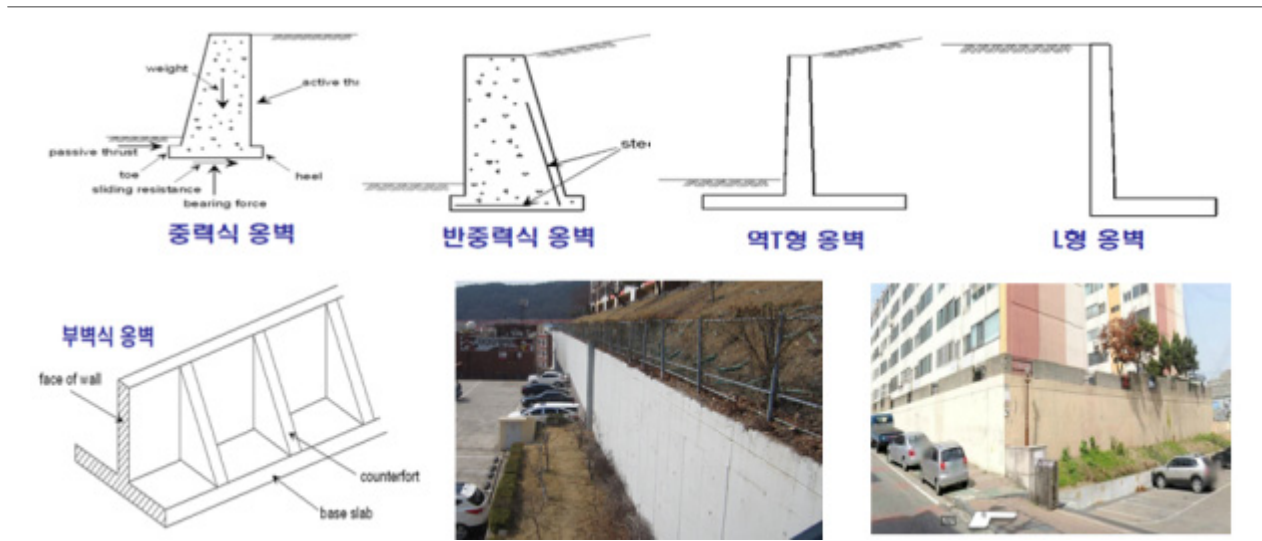 weight
active thr
passive thrust
toe
sliding resistance
bearing force
heel
중력식 옹벽
stee
반중력식 옹벽
역T형 옹벽
L형 옹벽
부벽식 옹벽
face of wall
counterfort
base slab